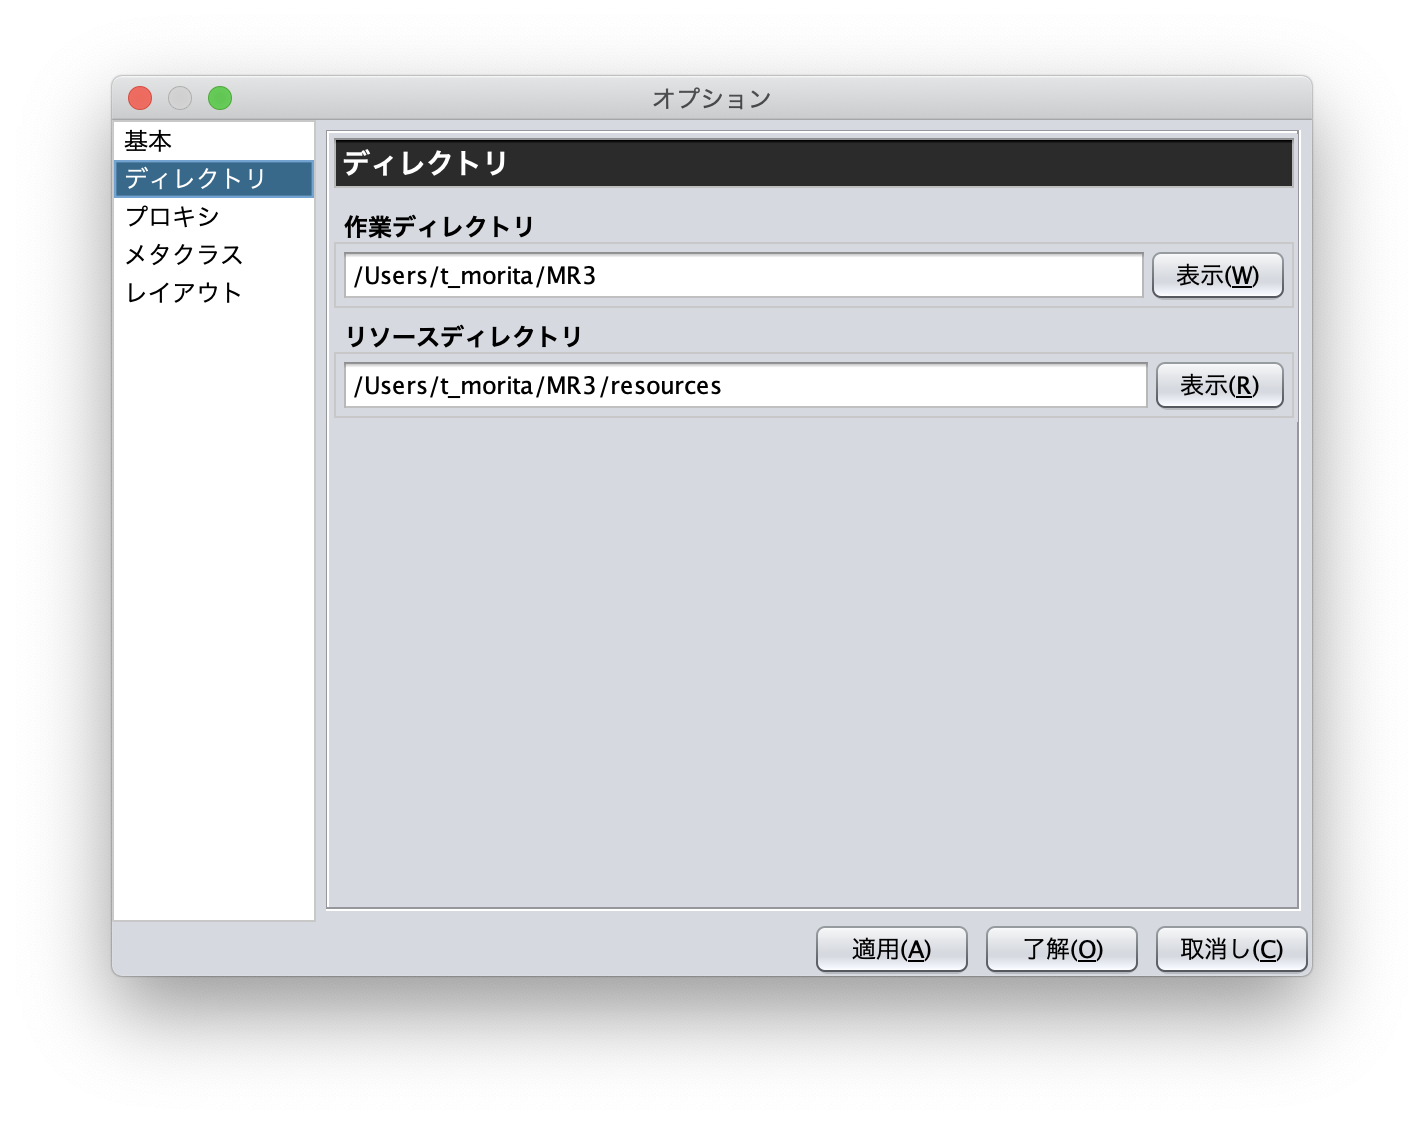 オプション
基本
ディレクトリ
プロキシ
メタクラス
レイアウト
ディレクトリ
作業ディレクトリ
/Users/t_morita/MR3
表示(W)
リソースディレクトリ
/Users/t_morita/MR3/resources
表示(R)
適用(A)
了解(O)
取消し(C)